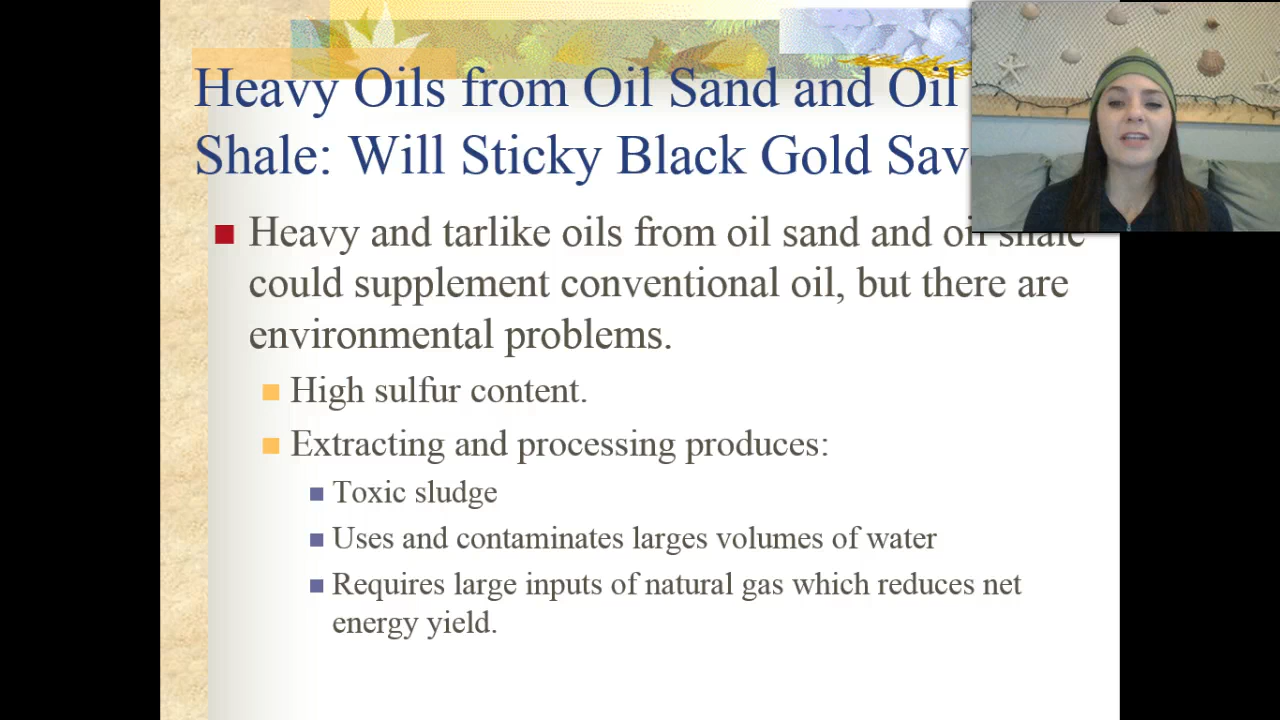 Heavy Oils from Oil Sand and Oil
Shale: Will Sticky Black Gold Sav
Heavy and tarlike oils from oil sand and oil shale
could supplement conventional oil, but there are
environmental problems.
High sulfur content.
Extracting and processing produces:
Toxic sludge
Uses and contaminates larges volumes of water
Requires large inputs of natural gas which reduces net
energy yield.